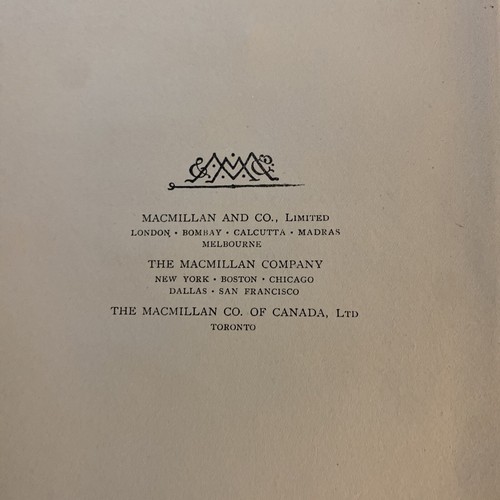 MACMILLAN AND CO., LIMITED
LONDON · BOMBAY · CALCUTTA · MADRAS
MELBOURNE
THE MACMILLAN COMPANY
NEW YORK · BOSTON · CHICAGO
DALLAS · SAN FRANCISCO
THE MACMILLAN CO. OF CANADA, LTD
TORONTO